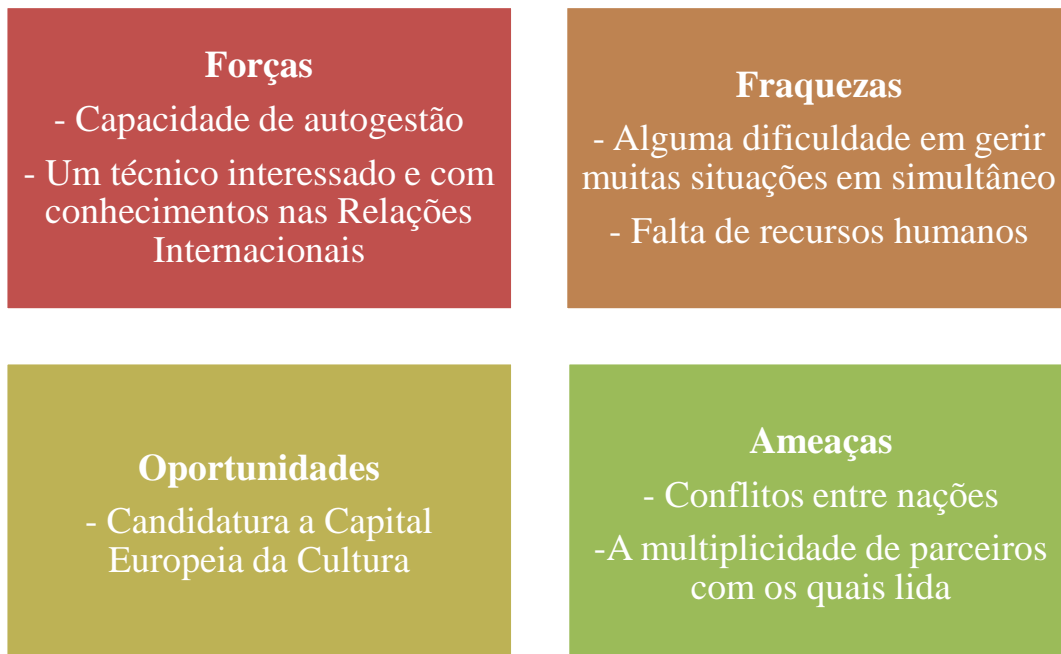 Forças
- Capacidade de autogestão
- Um técnico interessado e com
conhecimentos nas Relações
Internacionais
Fraquezas
- Alguma dificuldade em gerir
muitas situações em simultâneo
- Falta de recursos humanos
Oportunidades
- Candidatura a Capital
Europeia da Cultura
Ameaças
- Conflitos entre nações
-A multiplicidade de parceiros
com os quais lida